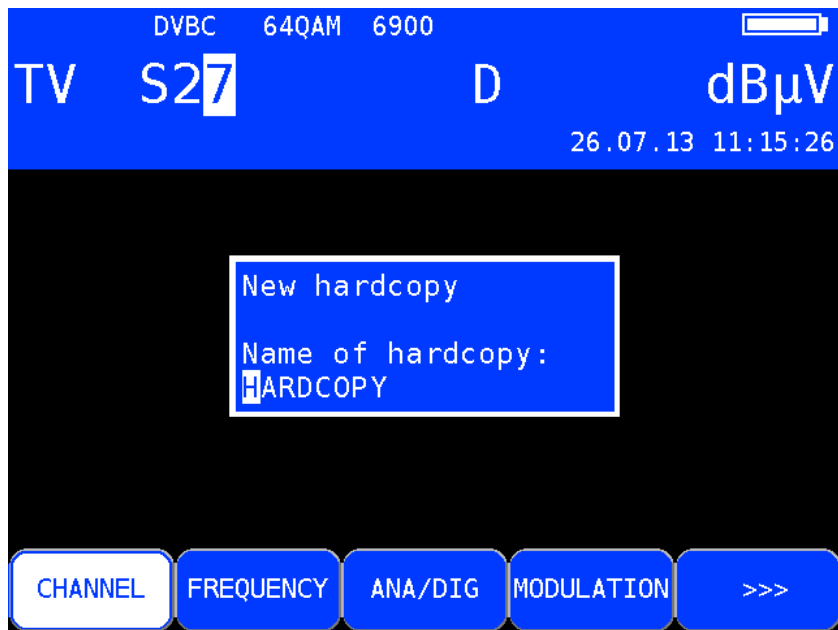 DVBC 64QAM 6900
TV S27 D dBµV
26.07.13 11:15:26
New hardcopy
Name of hardcopy:
HARDCOPY
CHANNEL FREQUENCY ANA/DIG MODULATION >>>